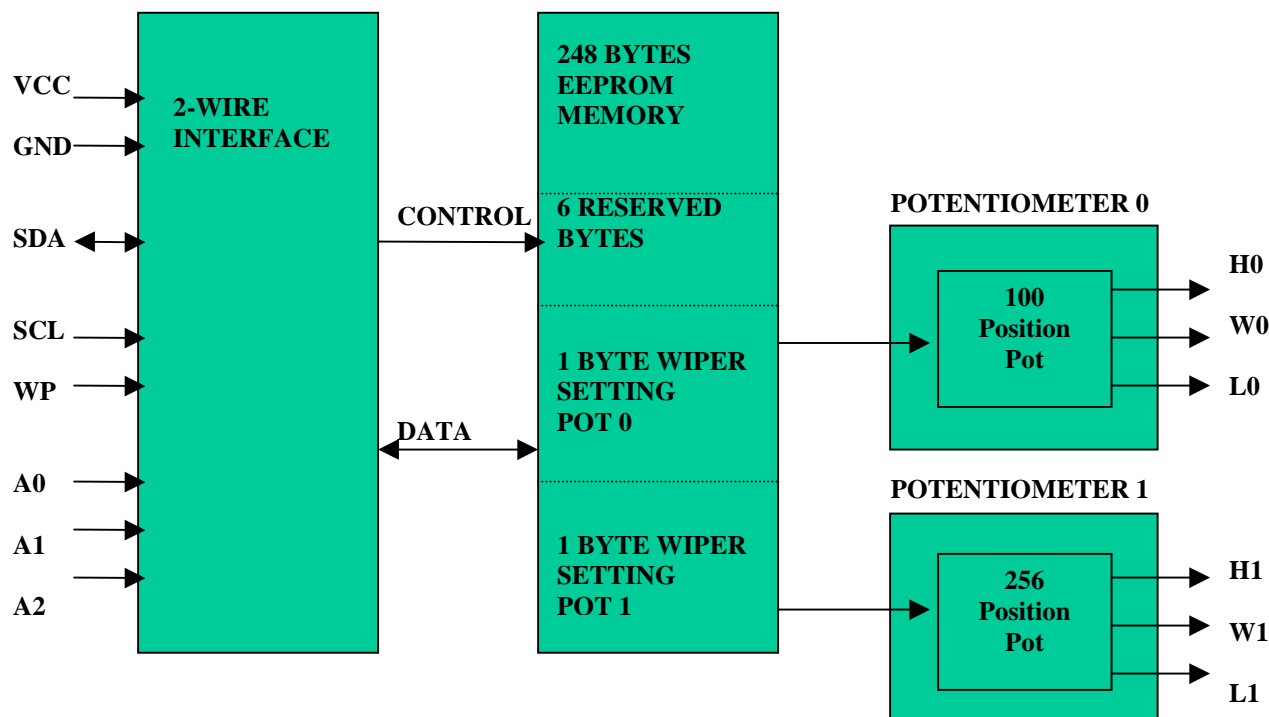 VCC
GND
SDA
SCL
WP
A0
A1
A2
2-WIRE
INTERFACE
CONTROL
DATA
248 BYTES
EEPROM
MEMORY
6 RESERVED
BYTES
1 BYTE WIPER
SETTING
POT 0
1 BYTE WIPER
SETTING
POT 1
POTENTIOMETER 0
100
Position
Pot
H0
W0
L0
POTENTIOMETER 1
256
Position
Pot
H1
W1
L1